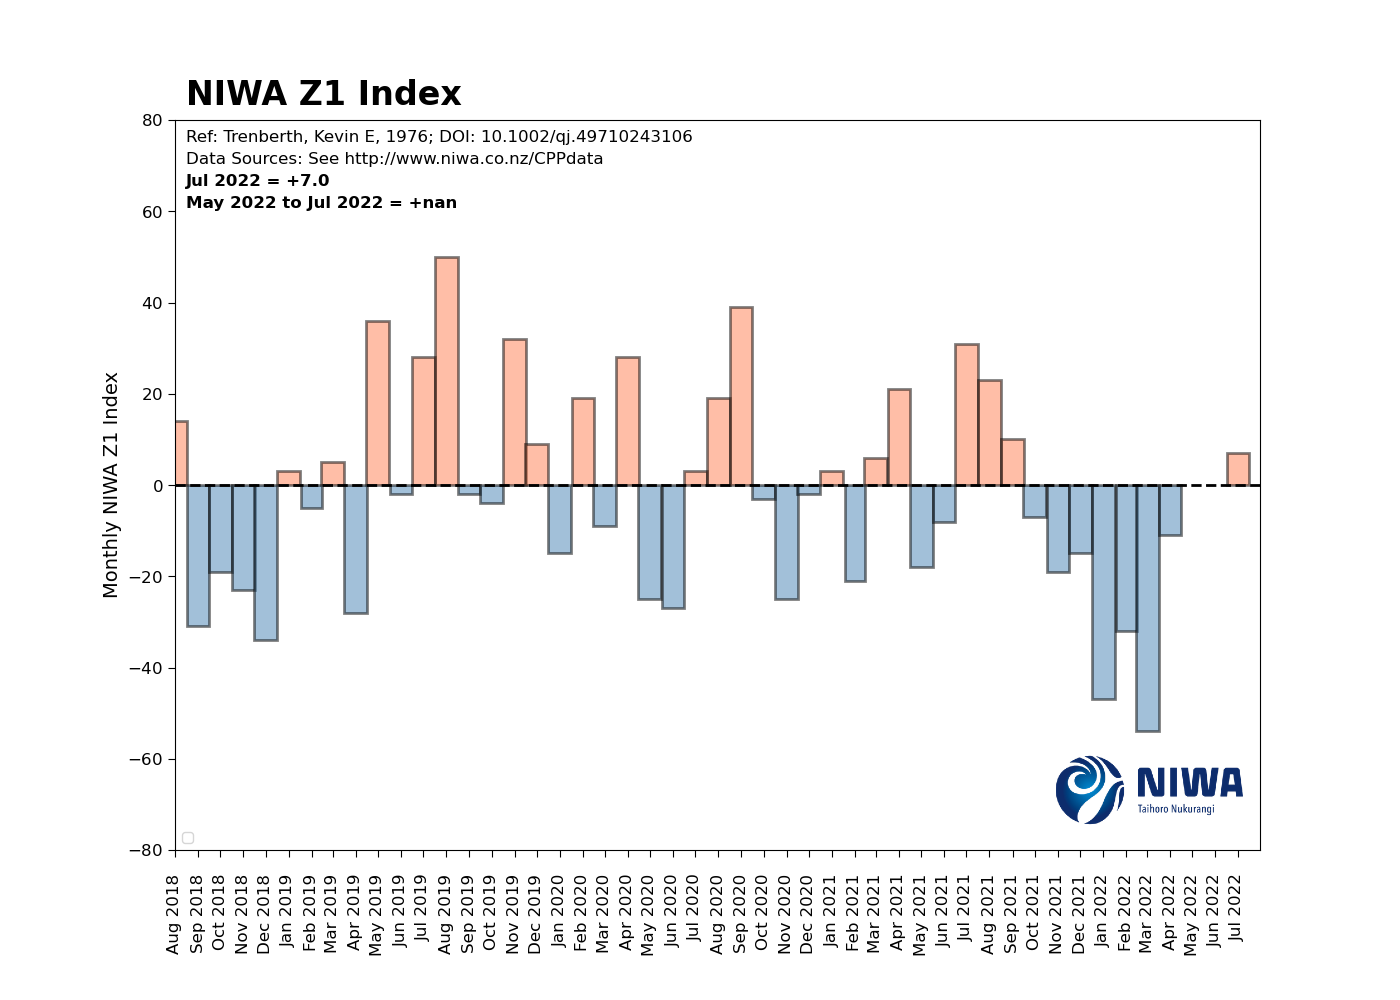 NIWA Z1 Index
Ref: Trenberth, Kevin E, 1976; DOI: 10.1002/qj.49710243106
Data Sources: See http://www.niwa.co.nz/CPPdata
Jul 2022 = +7.0
May 2022 to Jul 2022 = +nan
Monthly NIWA Z1 Index
80
60
40
20
0
−20
−40
−60
−80
NIWA
Taihoro Nukurangi
Aug 2018
Sep 2018
Oct 2018
Nov 2018
Dec 2018
Jan 2019
Feb 2019
Mar 2019
Apr 2019
May 2019
Jun 2019
Jul 2019
Aug 2019
Sep 2019
Oct 2019
Nov 2019
Dec 2019
Jan 2020
Feb 2020
Mar 2020
Apr 2020
May 2020
Jun 2020
Jul 2020
Aug 2020
Sep 2020
Oct 2020
Nov 2020
Dec 2020
Jan 2021
Feb 2021
Mar 2021
Apr 2021
May 2021
Jun 2021
Jul 2021
Aug 2021
Sep 2021
Oct 2021
Nov 2021
Dec 2021
Jan 2022
Feb 2022
Mar 2022
Apr 2022
May 2022
Jun 2022
Jul 2022